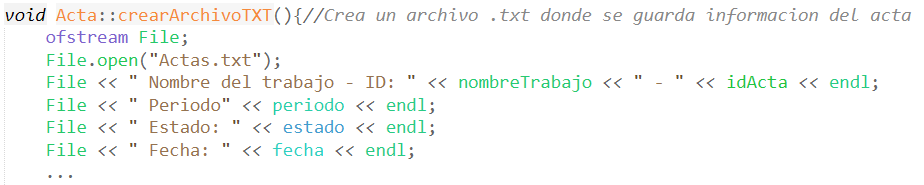 void Acta::crearArchivoTXT(){//Crea un archivo .txt donde se guarda informacion del acta
ofstream File;
File.open("Actas.txt");
File << " Nombre del trabajo - ID: " << nombreTrabajo << " - " << idActa << endl;
File << " Periodo" << periodo << endl;
File << " Estado: " << estado << endl;
File << " Fecha: " << fecha << endl;
...